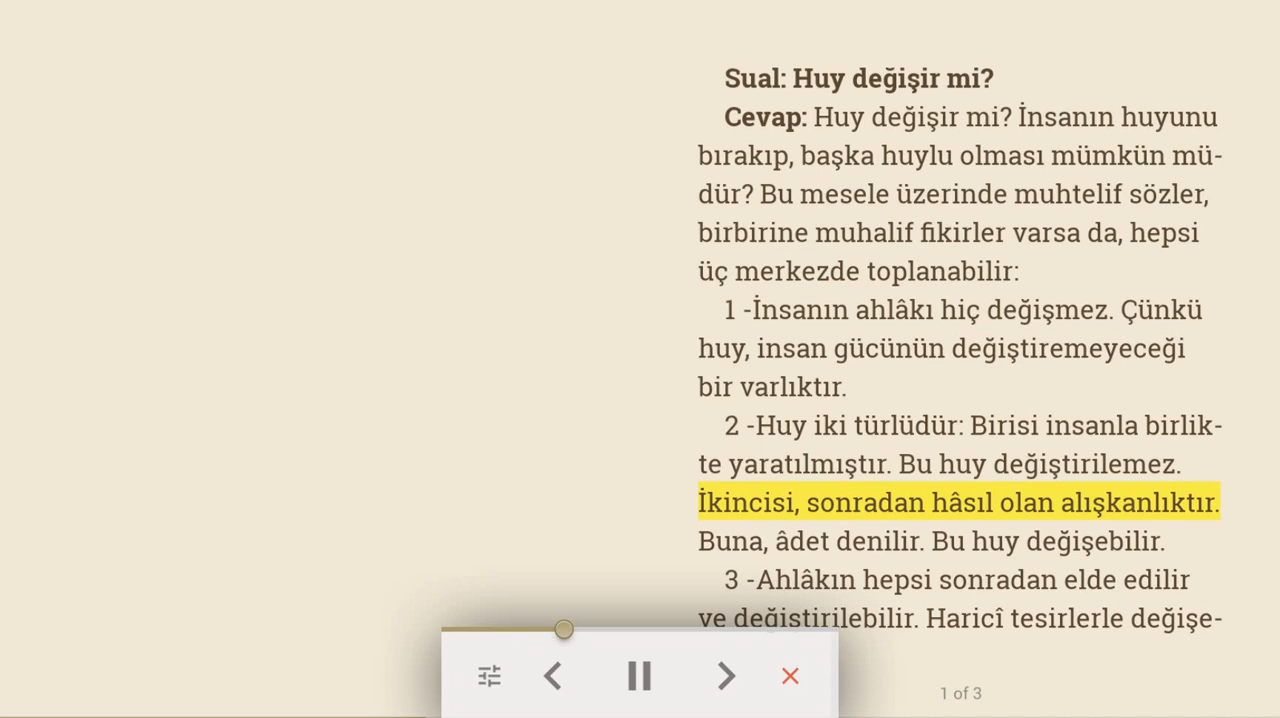 Sual: Huy değişir mi?
Cevap: Huy değişir mi? İnsanın huyunu
bırakıp, başka huylu olması mümkün mü-
dür? Bu mesele üzerinde muhtelif sözler,
birbirine muhalif fikirler varsa da, hepsi
üç merkezde toplanabilir:
1 -İnsanın ahlâkı hiç değişmez. Çünkü
huy, insan gücünün değiştiremeyeceği
bir varlıktır.
2 -Huy iki türlüdür: Birisi insanla birlik-
te yaratılmıştır. Bu huy değiştirilemez.
İkincisi, sonradan hâsıl olan alışkanlıktır.
Buna, âdet denilir. Bu huy değişebilir.
3 -Ahlâkın hepsi sonradan elde edilir
ve değiştirilebilir. Haricî tesirlerle değişe-
1 of 3